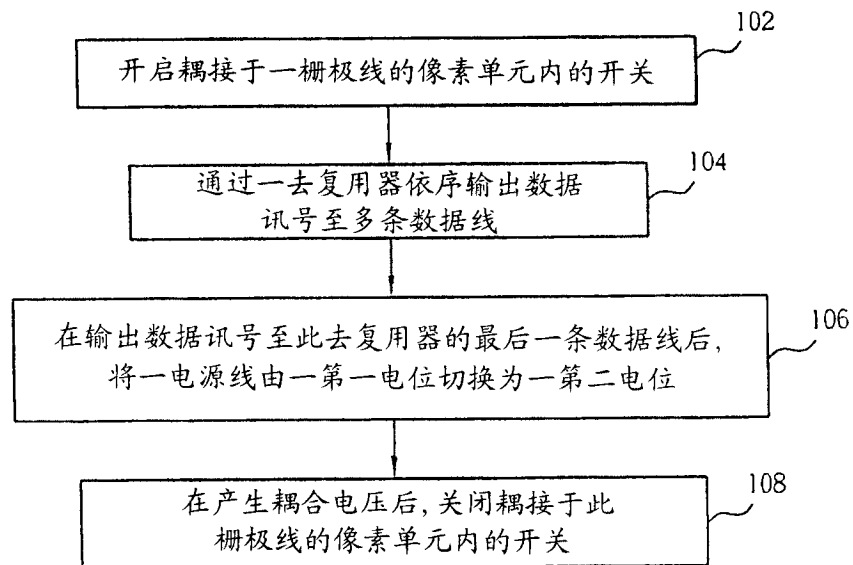 102
开启耦接于一栅极线的像素单元内的开关
104
通过一去复用器依序输出数据
讯号至多条数据线
106
在输出数据讯号至此去复用器的最后一条数据线后，
将一电源线由一第一电位切换为一第二电位
108
在产生耦合电压后，关闭耦接于此
栅极线的像素单元内的开关